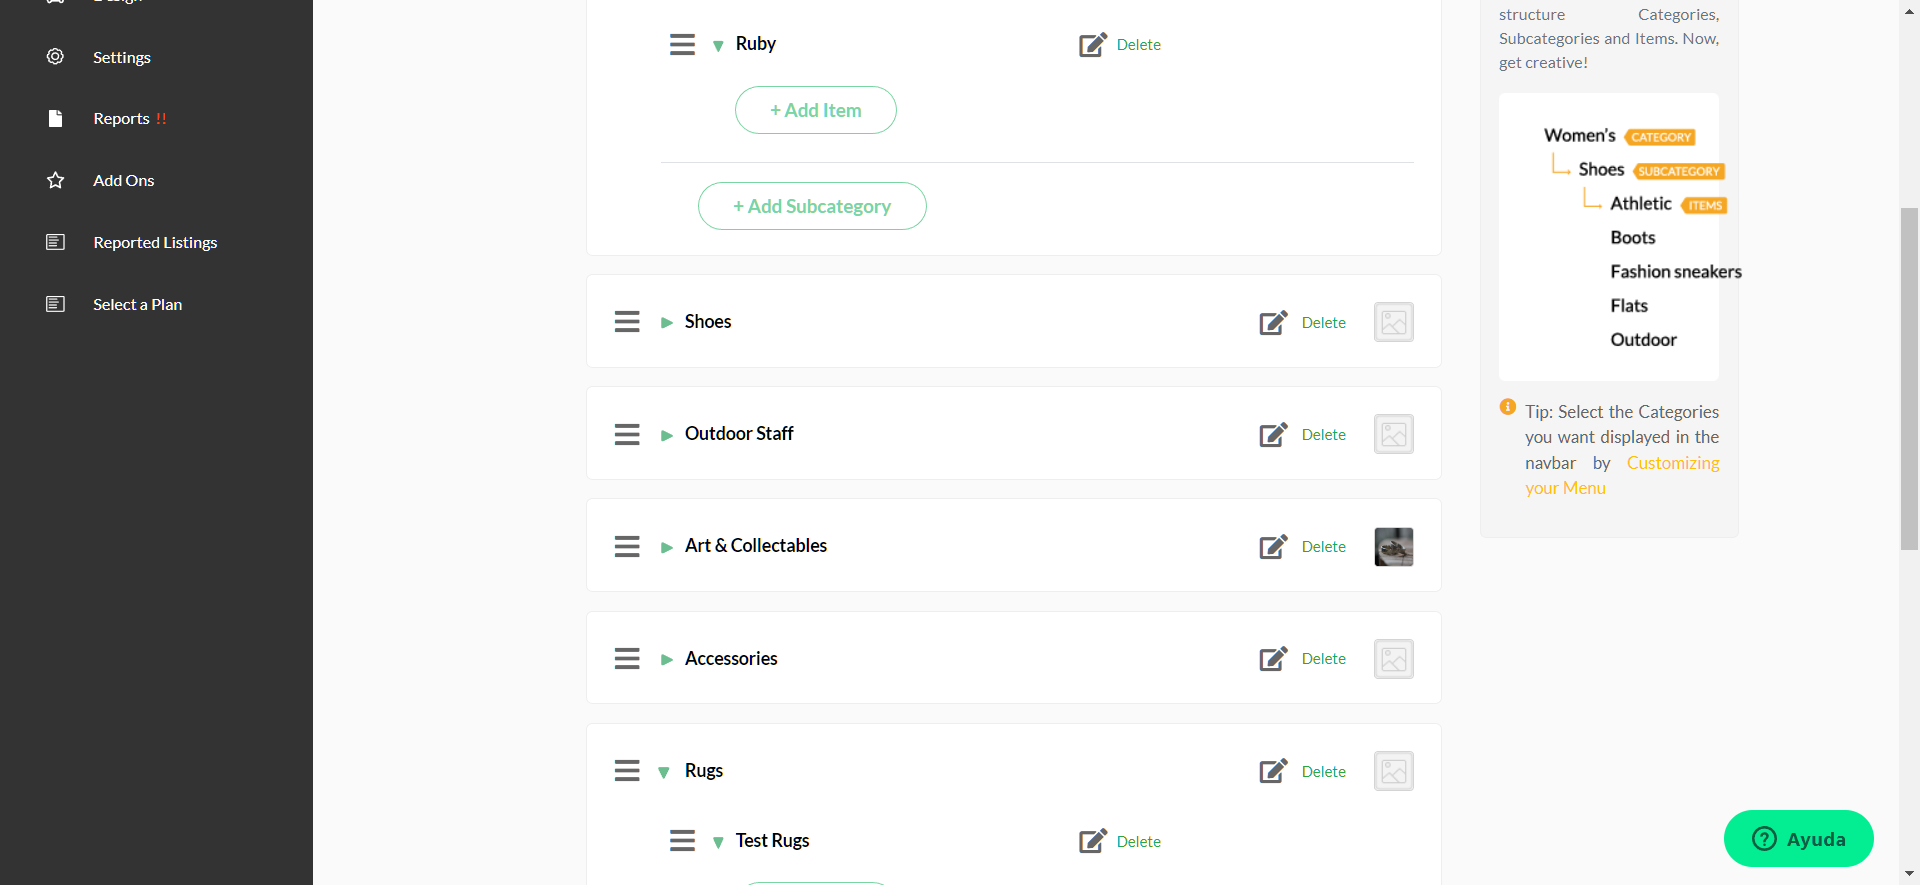 Settings
Reports !!
Add Ons
Reported Listings
Select a Plan
Ruby
Delete
+ Add Item
+ Add Subcategory
Shoes
Delete
Outdoor Staff
Delete
Art & Collectables
Delete
Accessories
Delete
Rugs
Delete
Test Rugs
Delete
structure Categories,
Subcategories and Items. Now,
get creative!
Women's CATEGORY
Shoes SUBCATEGORY
Athletic ITEMS
Boots
Fashion sneakers
Flats
Outdoor
Tip: Select the Categories
you want displayed in the
navbar by Customizing
your Menu
Ayuda